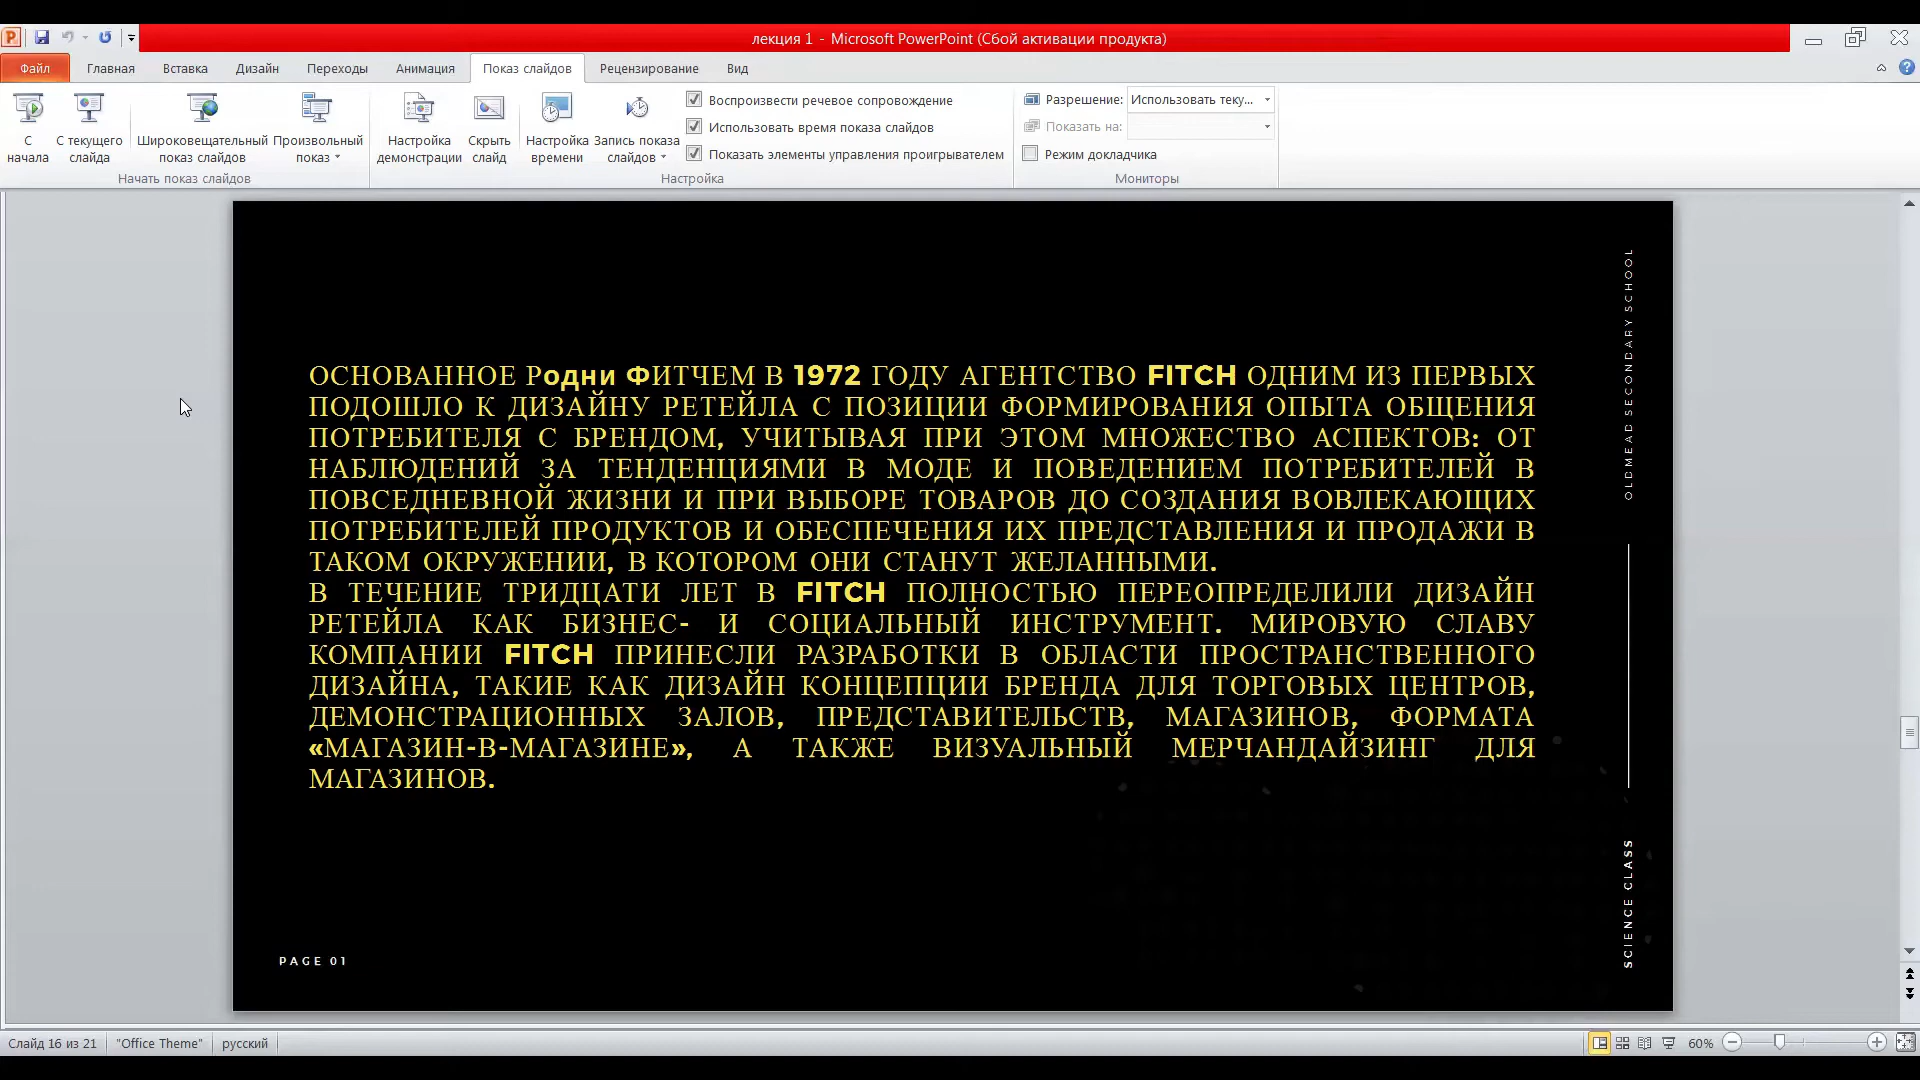 лекция 1 - Microsoft PowerPoint (Сбой активации продукта)
Файл Главная Вставка Дизайн Переходы Анимация Показ слайдов Рецензирование Вид
С начала
С текущего слайда
Широковещательный показ слайдов
Произвольный показ
Начать показ слайдов
Настройка демонстрации
Скрыть слайд
Настройка времени
Запись показа слайдов
Воспроизвести речевое сопровождение
Использовать время показа слайдов
Показать элементы управления проигрывателем
Настройка
Разрешение: Использовать теку...
Показать на:
Режим докладчика
Мониторы
ОСНОВАННОЕ Родни ФИТЧЕМ В 1972 ГОДУ АГЕНТСТВО FITCH ОДНИМ ИЗ ПЕРВЫХ
ПОДОШЛО К ДИЗАЙНУ РЕТЕЙЛА С ПОЗИЦИИ ФОРМИРОВАНИЯ ОПЫТА ОБЩЕНИЯ
ПОТРЕБИТЕЛЯ С БРЕНДОМ, УЧИТЫВАЯ ПРИ ЭТОМ МНОЖЕСТВО АСПЕКТОВ: ОТ
НАБЛЮДЕНИЙ ЗА ТЕНДЕНЦИЯМИ В МОДЕ И ПОВЕДЕНИЕМ ПОТРЕБИТЕЛЕЙ В
ПОВСЕДНЕВНОЙ ЖИЗНИ И ПРИ ВЫБОРЕ ТОВАРОВ ДО СОЗДАНИЯ ВОВЛЕКАЮЩИХ
ПОТРЕБИТЕЛЕЙ ПРОДУКТОВ И ОБЕСПЕЧЕНИЯ ИХ ПРЕДСТАВЛЕНИЯ И ПРОДАЖИ В
ТАКОМ ОКРУЖЕНИИ, В КОТОРОМ ОНИ СТАНУТ ЖЕЛАННЫМИ.
В ТЕЧЕНИЕ ТРИДЦАТИ ЛЕТ В FITCH ПОЛНОСТЬЮ ПЕРЕОПРЕДЕЛИЛИ ДИЗАЙН
РЕТЕЙЛА КАК БИЗНЕС- И СОЦИАЛЬНЫЙ ИНСТРУМЕНТ. МИРОВУЮ СЛАВУ
КОМПАНИИ FITCH ПРИНЕСЛИ РАЗРАБОТКИ В ОБЛАСТИ ПРОСТРАНСТВЕННОГО
ДИЗАЙНА, ТАКИЕ КАК ДИЗАЙН КОНЦЕПЦИИ БРЕНДА ДЛЯ ТОРГОВЫХ ЦЕНТРОВ,
ДЕМОНСТРАЦИОННЫХ ЗАЛОВ, ПРЕДСТАВИТЕЛЬСТВ, МАГАЗИНОВ, ФОРМАТА
«МАГАЗИН-В-МАГАЗИНЕ», А ТАКЖЕ ВИЗУАЛЬНЫЙ МЕРЧАНДАЙЗИНГ ДЛЯ
МАГАЗИНОВ.
OLDMEAD SECONDARY SCHOOL
SCIENCE CLASS
PAGE 01
Слайд 16 из 21 "Office Theme" русский 60%